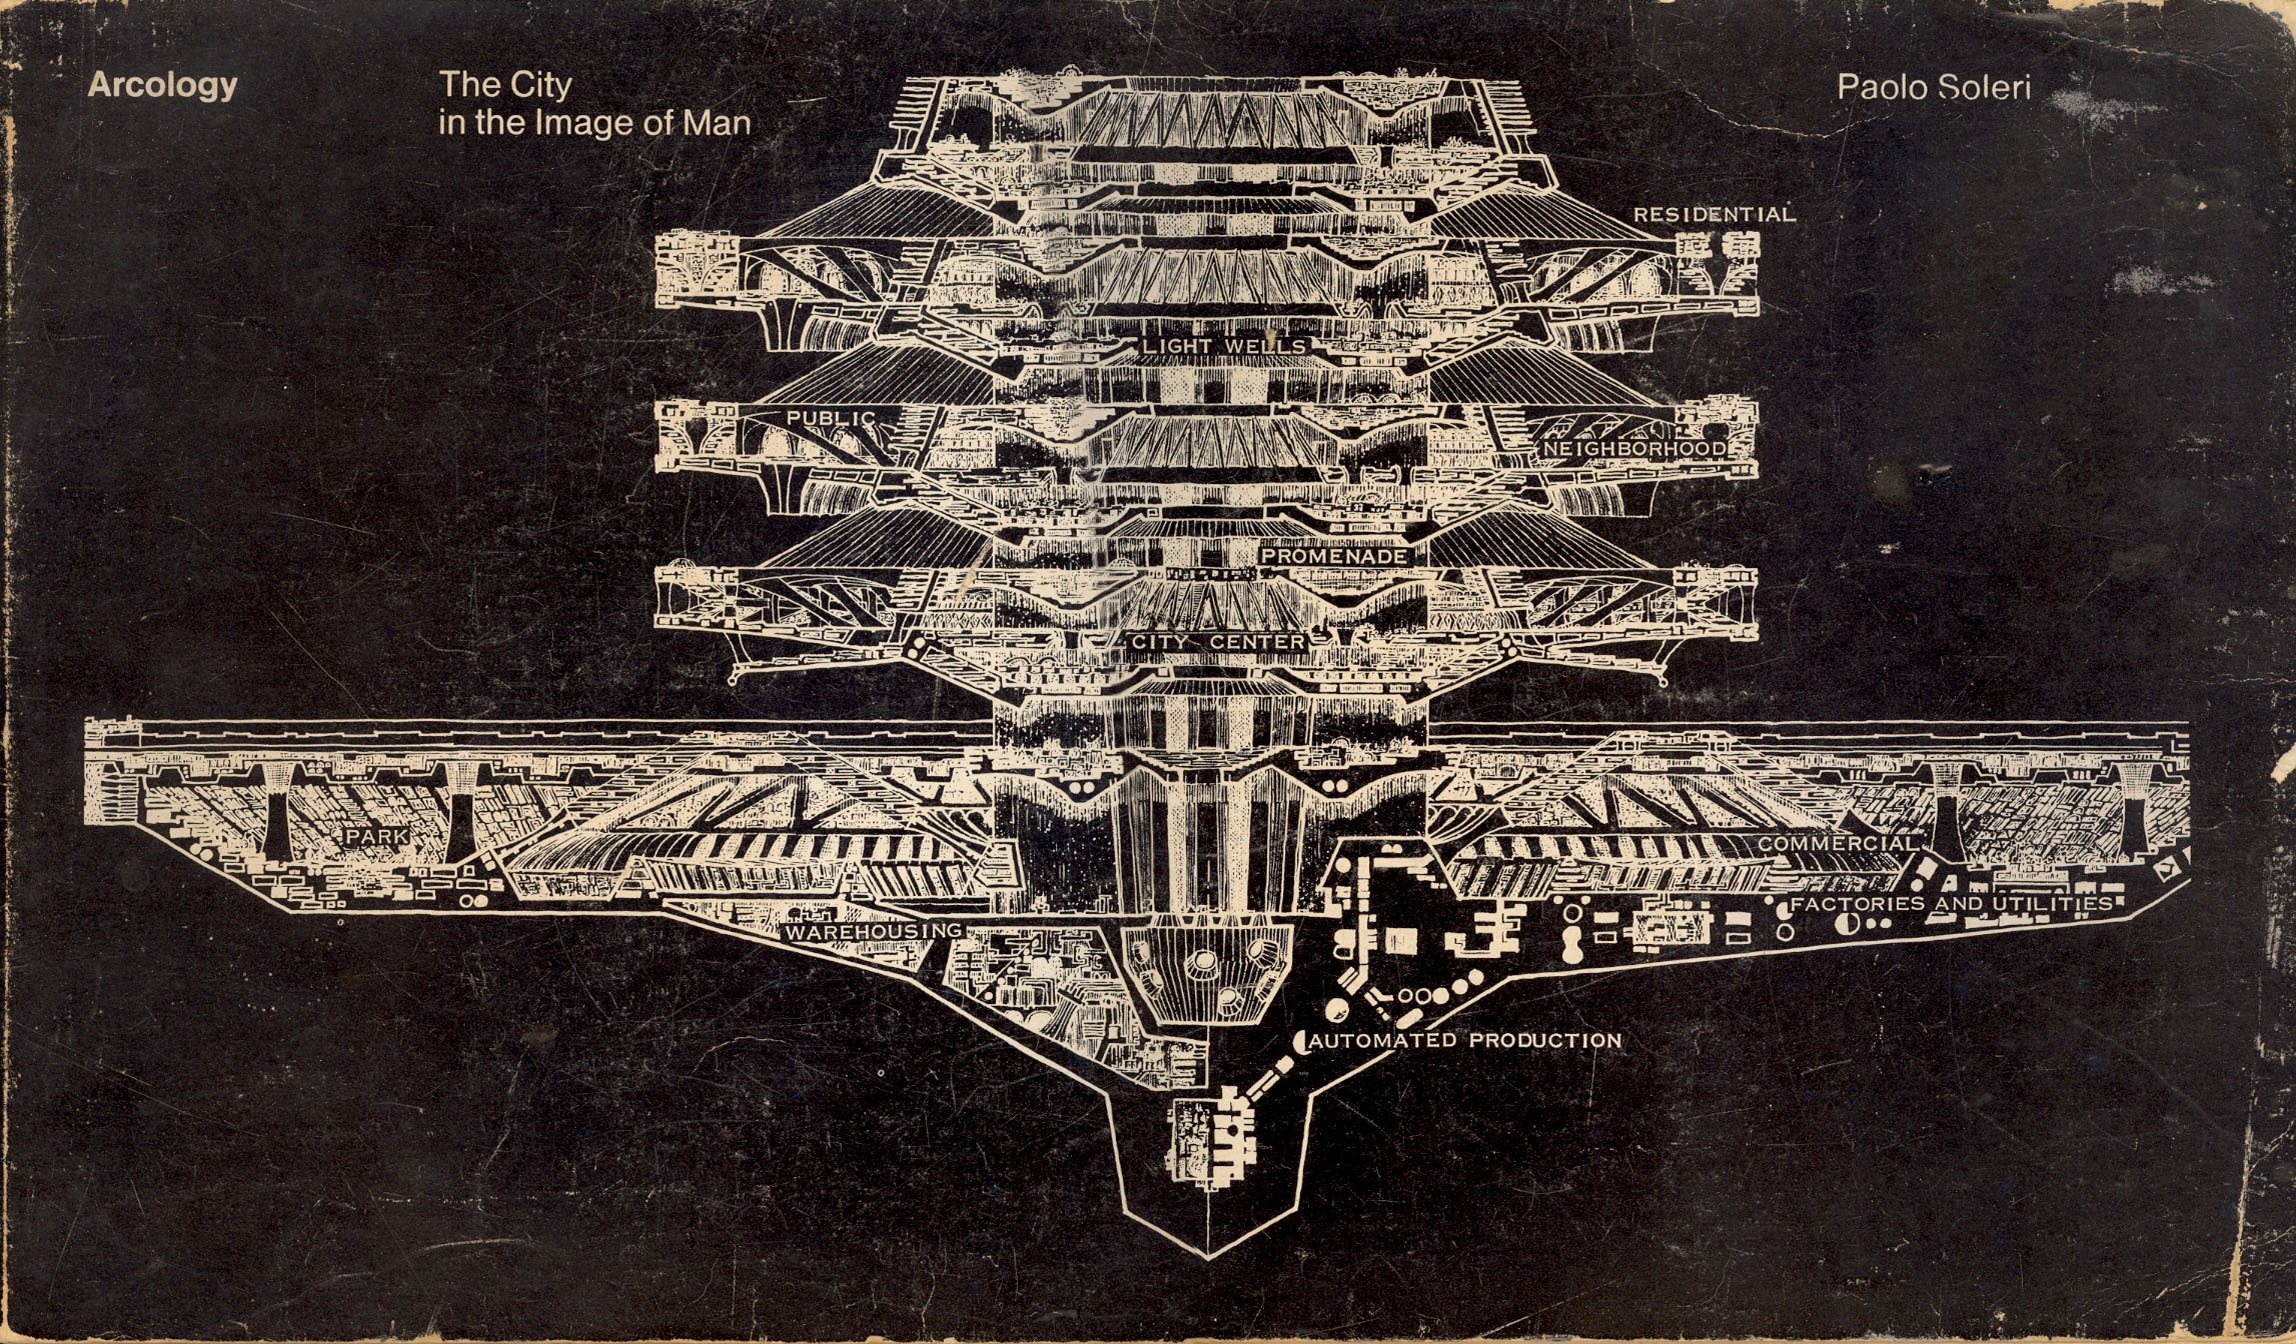 Arcology
The City
in the Image of Man
Paolo Soleri
RESIDENTIAL
LIGHT WELLS
PUBLIC
NEIGHBORHOOD
PROMENADE
CITY CENTER
PARK
COMMERCIAL
FACTORIES AND UTILITIES
WAREHOUSING
AUTOMATED PRODUCTION